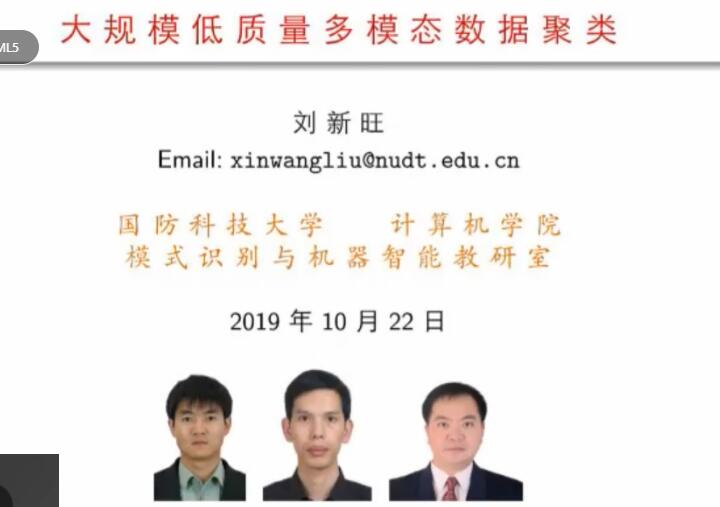 大规模低质量多模态数据聚类
ML5
刘新旺
Email: xinwangliu@nudt.edu.cn
国防科技大学 计算机学院
模式识别与机器智能教研室
2019 年 10 月 22 日